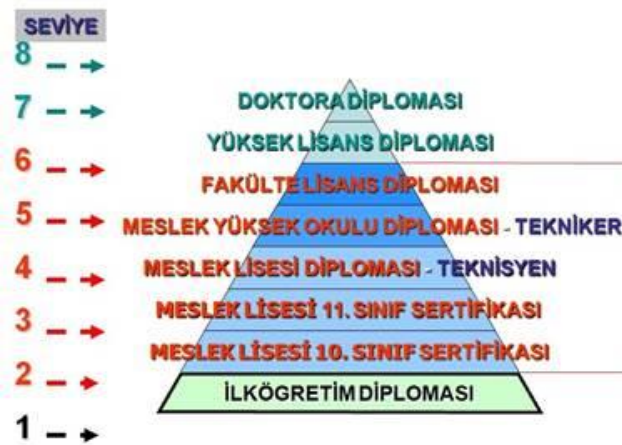 SEVİYE
8
7
6
5
4
3
2
1
DOKTORA DİPLOMASI
YÜKSEK LİSANS DİPLOMASI
FAKÜLTE LİSANS DİPLOMASI
MESLEK YÜKSEK OKULU DİPLOMASI - TEKNİKER
MESLEK LİSESİ DİPLOMASI - TEKNİSYEN
MESLEK LİSESİ 11. SINIF SERTİFİKASI
MESLEK LİSESİ 10. SINIF SERTİFİKASI
İLKÖGRETİM DİPLOMASI